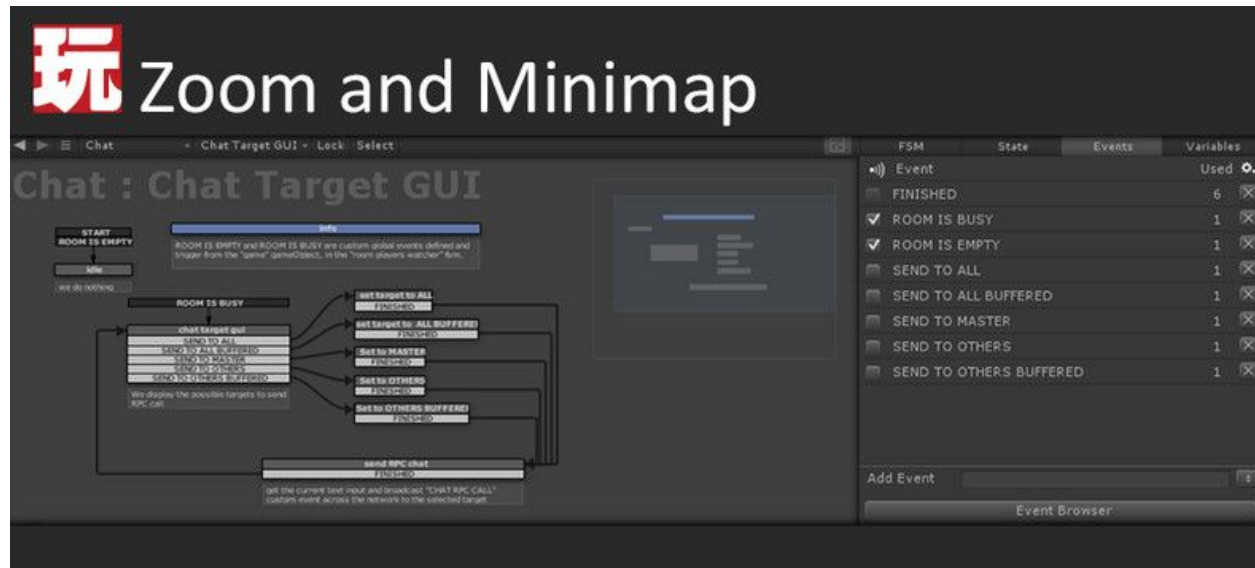 玩 Zoom and Minimap
Chat Chat Target GUI Lock Select
FSM State Events Variables
Chat : Chat Target GUI
Event Used
FINISHED 6
ROOM IS BUSY 1
ROOM IS EMPTY 1
SEND TO ALL 1
SEND TO ALL BUFFERED 1
SEND TO MASTER 1
SEND TO OTHERS 1
SEND TO OTHERS BUFFERED 1
Add Event
Event Browser
START
ROOM IS EMPTY
idle
we do nothing
info
ROOM IS EMPTY and ROOM IS BUSY are custom global events defined and
trigger from the "game" gameObject, in the "room players watcher" fsm.
ROOM IS BUSY
chat target gui
SEND TO ALL
SEND TO ALL BUFFERED
SEND TO MASTER
SEND TO OTHERS
SEND TO OTHERS BUFFERED
We display the possible targets to send
RPC call
set target to ALL
FINISHED
set target to ALL BUFFERED
FINISHED
Set to MASTER
FINISHED
Set to OTHERS
FINISHED
Set to OTHERS BUFFERED
FINISHED
send RPC chat
FINISHED
get the current text input and broadcast "CHAT RPC CALL"
custom event across the network to the selected target